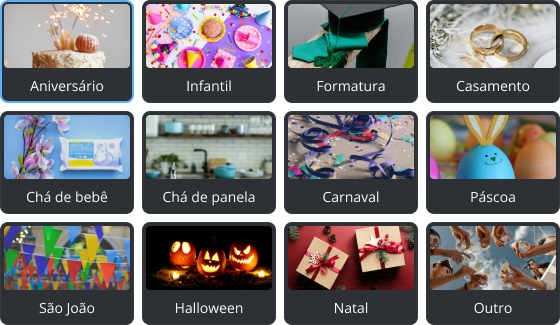 Aniversário
Infantil
Formatura
Casamento
Chá de bebê
Chá de panela
Carnaval
Páscoa
São João
Halloween
Natal
Outro